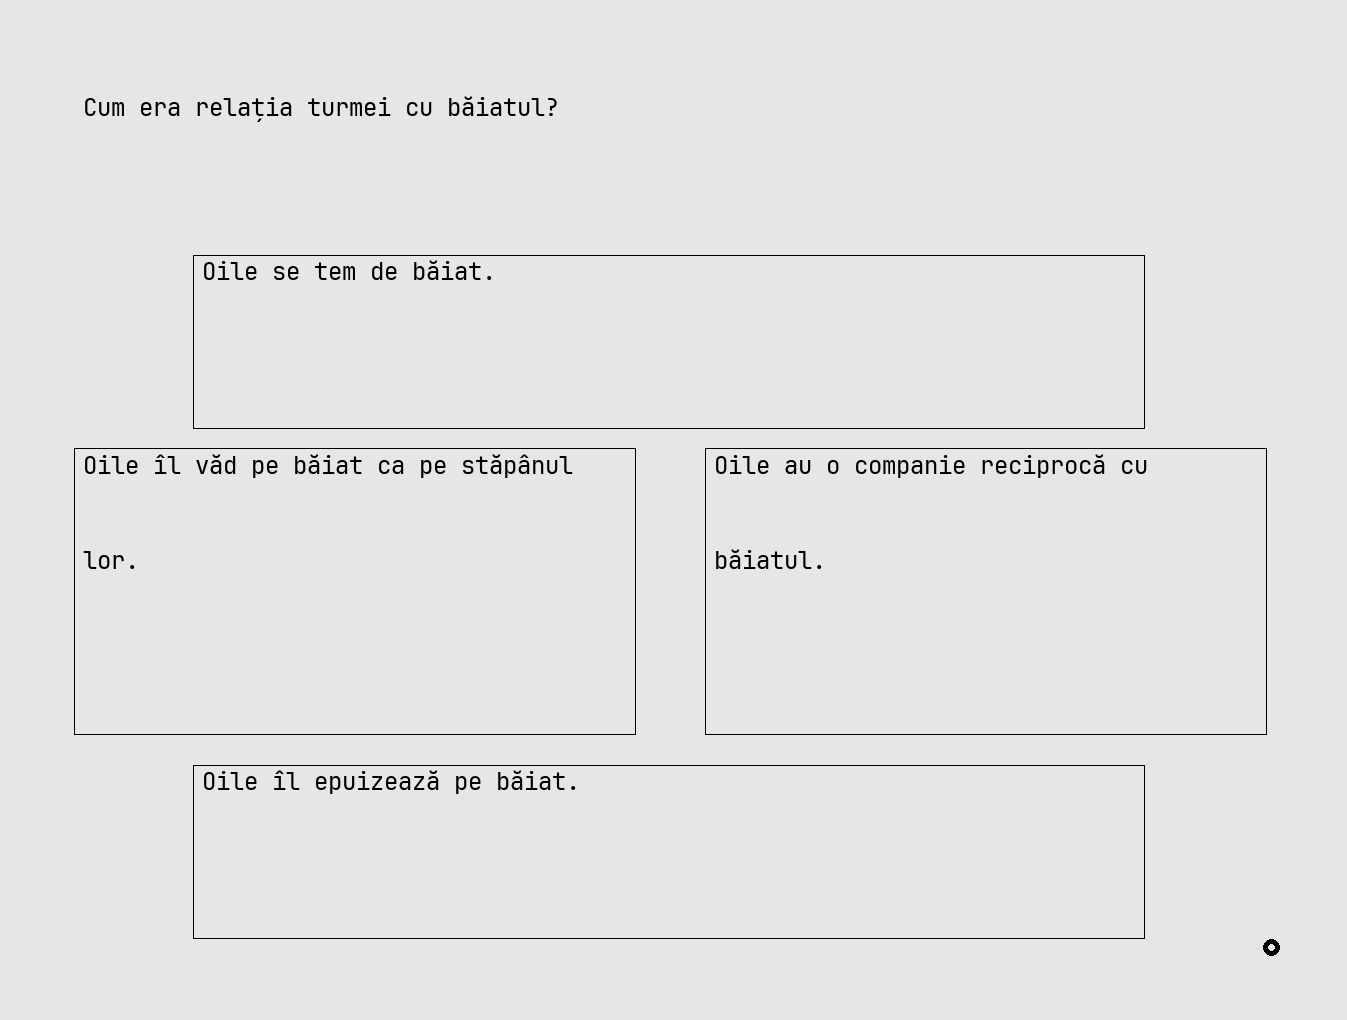 Cum era relația turmei cu băiatul?
Oile se tem de băiat.
Oile îl văd pe băiat ca pe stăpânul
lor.
Oile au o companie reciprocă cu
băiatul.
Oile îl epuizează pe băiat.